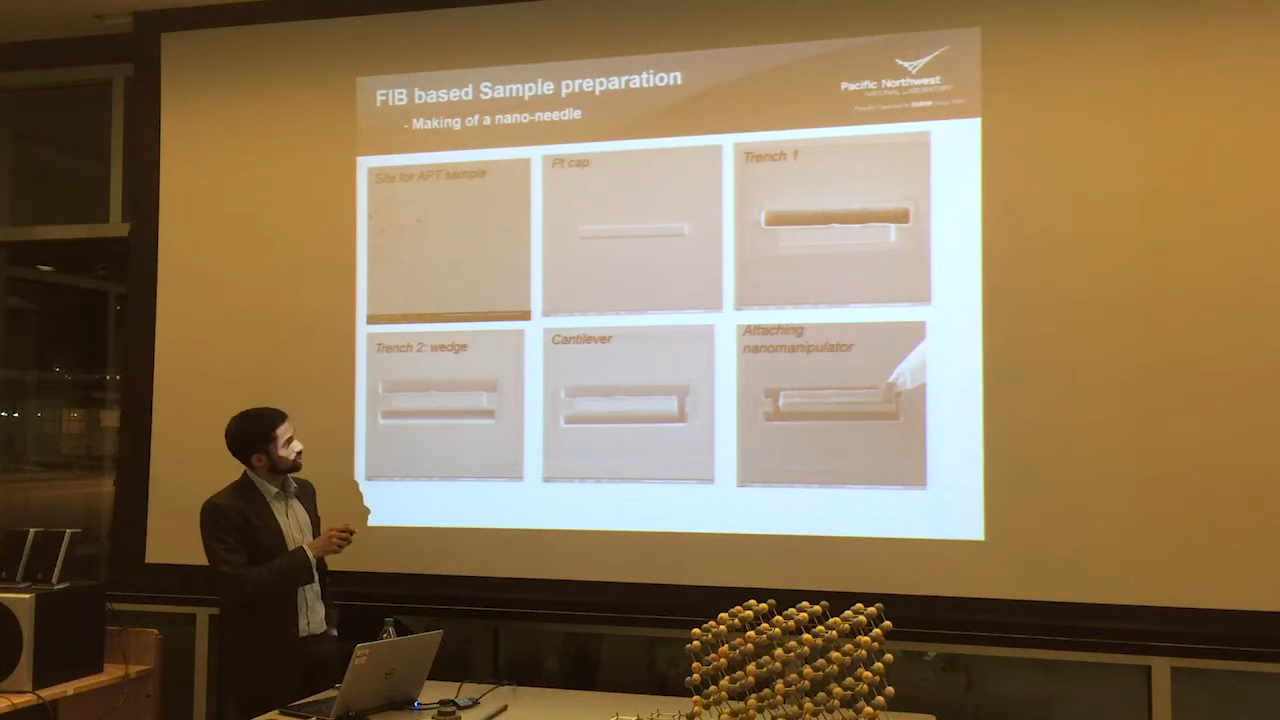 FIB based Sample preparation
- Making of a nano-needle
Pacific Northwest
NATIONAL LABORATORY
Site for APT sample
Pt cap
Trench 1
Trench 2: wedge
Cantilever
Attaching
nanomanipulator